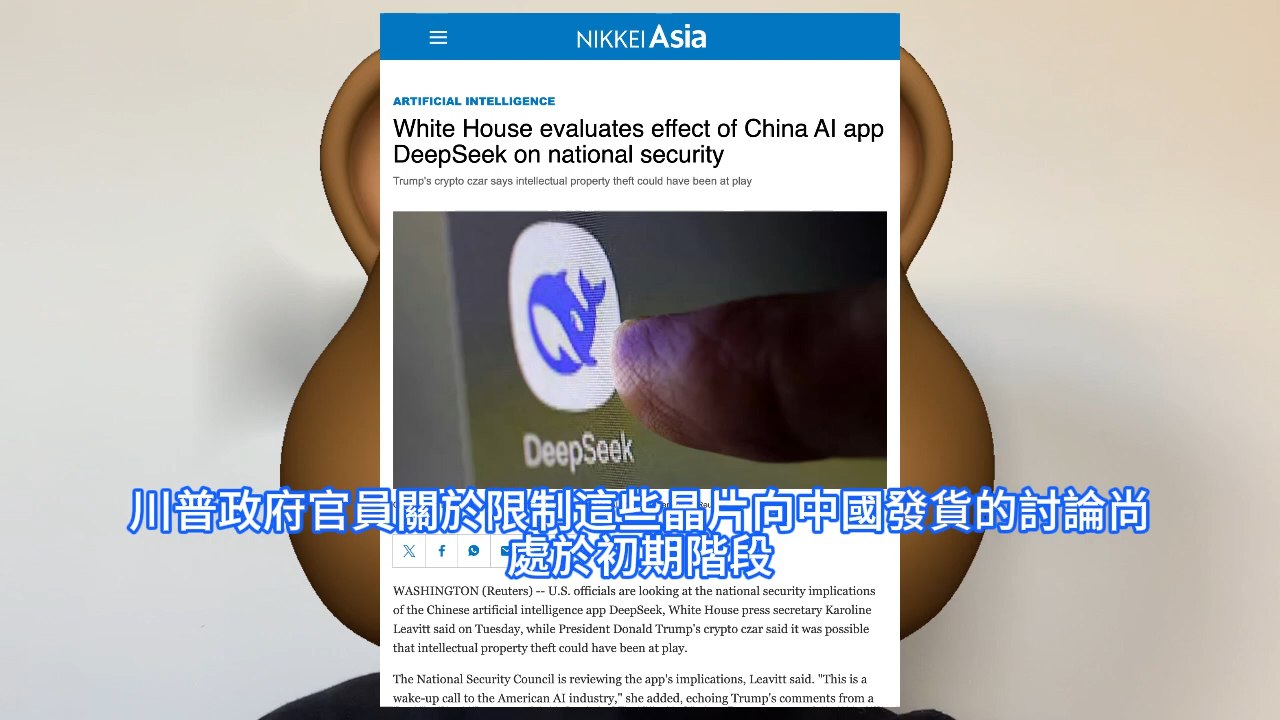 NIKKEI Asia
ARTIFICIAL INTELLIGENCE
White House evaluates effect of China AI app
DeepSeek on national security
Trump's crypto czar says intellectual property theft could have been at play
DeepSeek
川普政府官員關於限制這些晶片向中國發貨的討論尚
處於初期階段
WASHINGTON (Reuters) -- U.S. officials are looking at the national security implications
of the Chinese artificial intelligence app DeepSeek, White House press secretary Karoline
Leavitt said on Tuesday, while President Donald Trump's crypto czar said it was possible
that intellectual property theft could have been at play.
The National Security Council is reviewing the app's implications, Leavitt said. "This is a
wake-up call to the American AI industry," she added, echoing Trump's comments from a